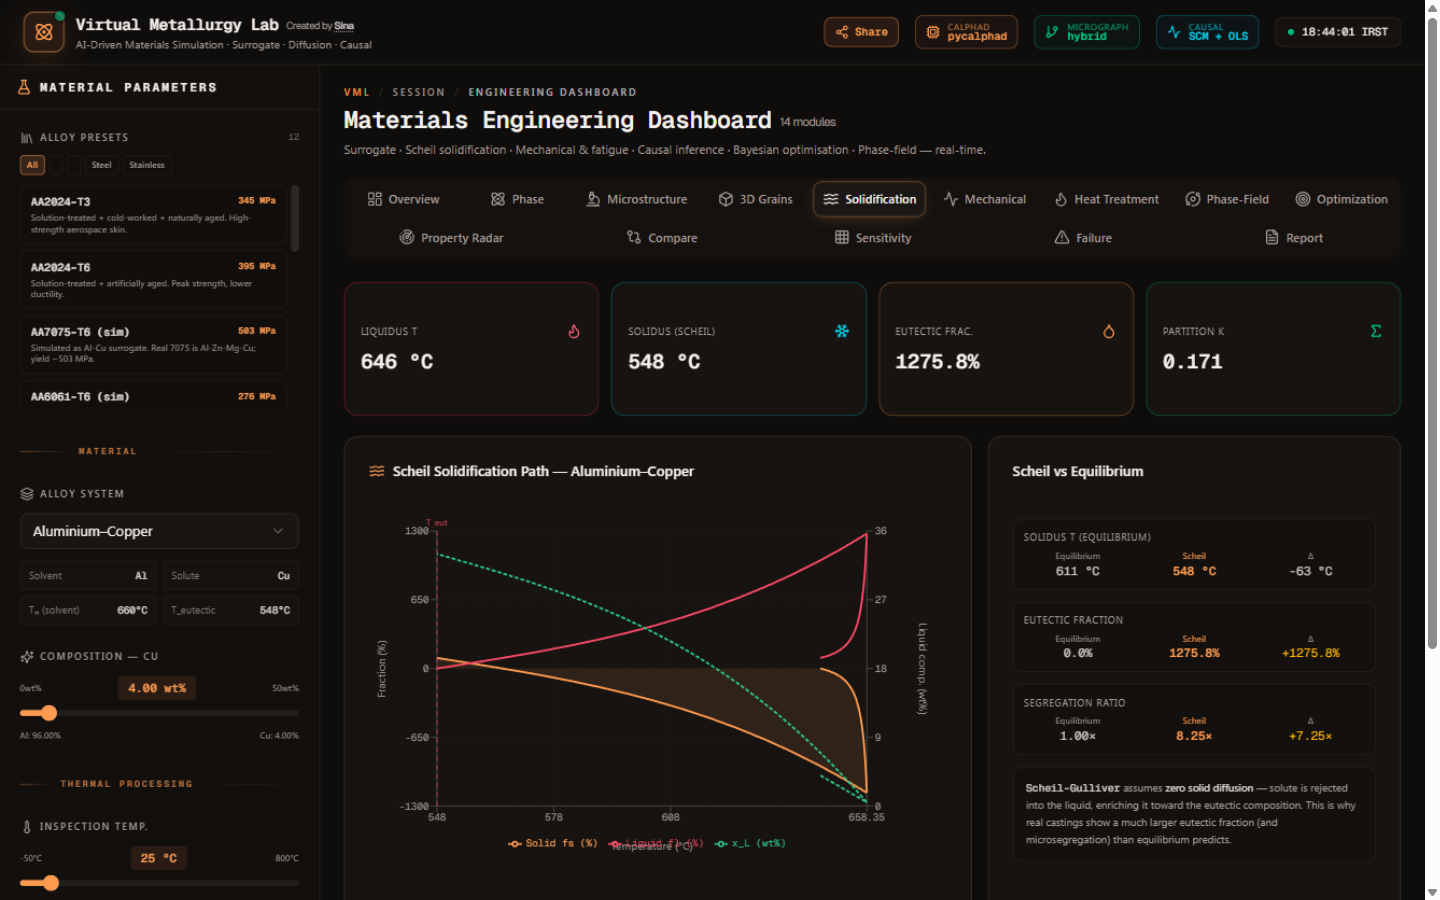 Virtual Metallurgy Lab Created by Sina
AI-Driven Materials Simulation · Surrogate · Diffusion · Causal
Share
CALPHAD
pycalphad
MICROGRAPH
hybrid
CAUSAL
SCM + OLS
18:44:01 IRST
MATERIAL PARAMETERS
ALLOY PRESETS 12
All Steel Stainless
AA2024-T3 345 MPa
Solution-treated + cold-worked + naturally aged. High-
strength aerospace skin.
AA2024-T6 395 MPa
Solution-treated + artificially aged. Peak strength, lower
ductility.
AA7075-T6 (sim) 503 MPa
Simulated as Al-Cu surrogate. Real 7075 is Al-Zn-Mg-Cu;
yield ~503 MPa.
AA6061-T6 (sim) 276 MPa
MATERIAL
ALLOY SYSTEM
Aluminium–Copper
Solvent Al Solute Cu
Tₘ (solvent) 660°C T_eutectic 548°C
COMPOSITION — CU
0wt% 4.00 wt% 50wt%
Al: 96.00% Cu: 4.00%
THERMAL PROCESSING
INSPECTION TEMP.
-50°C 25 °C 800°C
VML / SESSION / ENGINEERING DASHBOARD
Materials Engineering Dashboard 14 modules
Surrogate · Scheil solidification · Mechanical & fatigue · Causal inference · Bayesian optimisation · Phase-field — real-time.
Overview Phase Microstructure 3D Grains Solidification Mechanical Heat Treatment Phase-Field Optimization
Property Radar Compare Sensitivity Failure Report
LIQUIDUS T
646 °C
SOLIDUS (SCHEIL)
548 °C
EUTECTIC FRAC.
1275.8%
PARTITION K
0.171
Scheil Solidification Path — Aluminium–Copper
T_eut
1300
650
0
-650
-1300
Fraction (%)
36
27
18
9
0
Liquid comp. (wt%)
548 578 608 658.35
Solid fs (%) Liquid fl (%) x_L (wt%)
Temperature (°C)
Scheil vs Equilibrium
SOLIDUS T (EQUILIBRIUM)
Equilibrium Scheil Δ
611 °C 548 °C -63 °C
EUTECTIC FRACTION
Equilibrium Scheil Δ
0.0% 1275.8% +1275.8%
SEGREGATION RATIO
Equilibrium Scheil Δ
1.00× 8.25× +7.25×
Scheil-Gulliver assumes zero solid diffusion — solute is rejected
into the liquid, enriching it toward the eutectic composition. This is why
real castings show a much larger eutectic fraction (and
microsegregation) than equilibrium predicts.